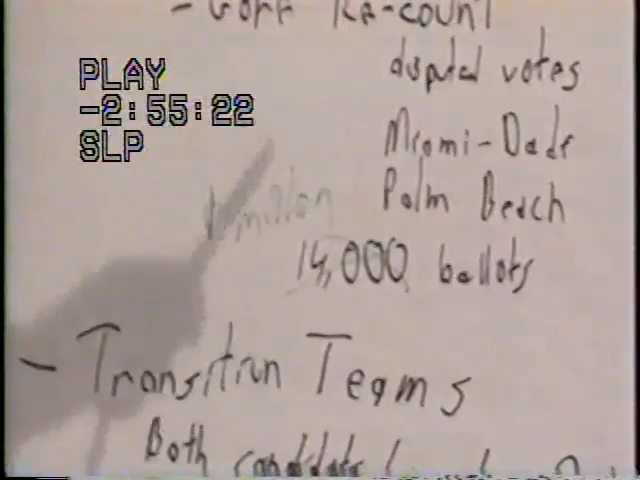 - Gore Re-count
PLAY
disputed votes
-2:55:22
Miami-Dade
SLP
Palm Beach
14,000 ballots
- Transition Teams
Both candidate